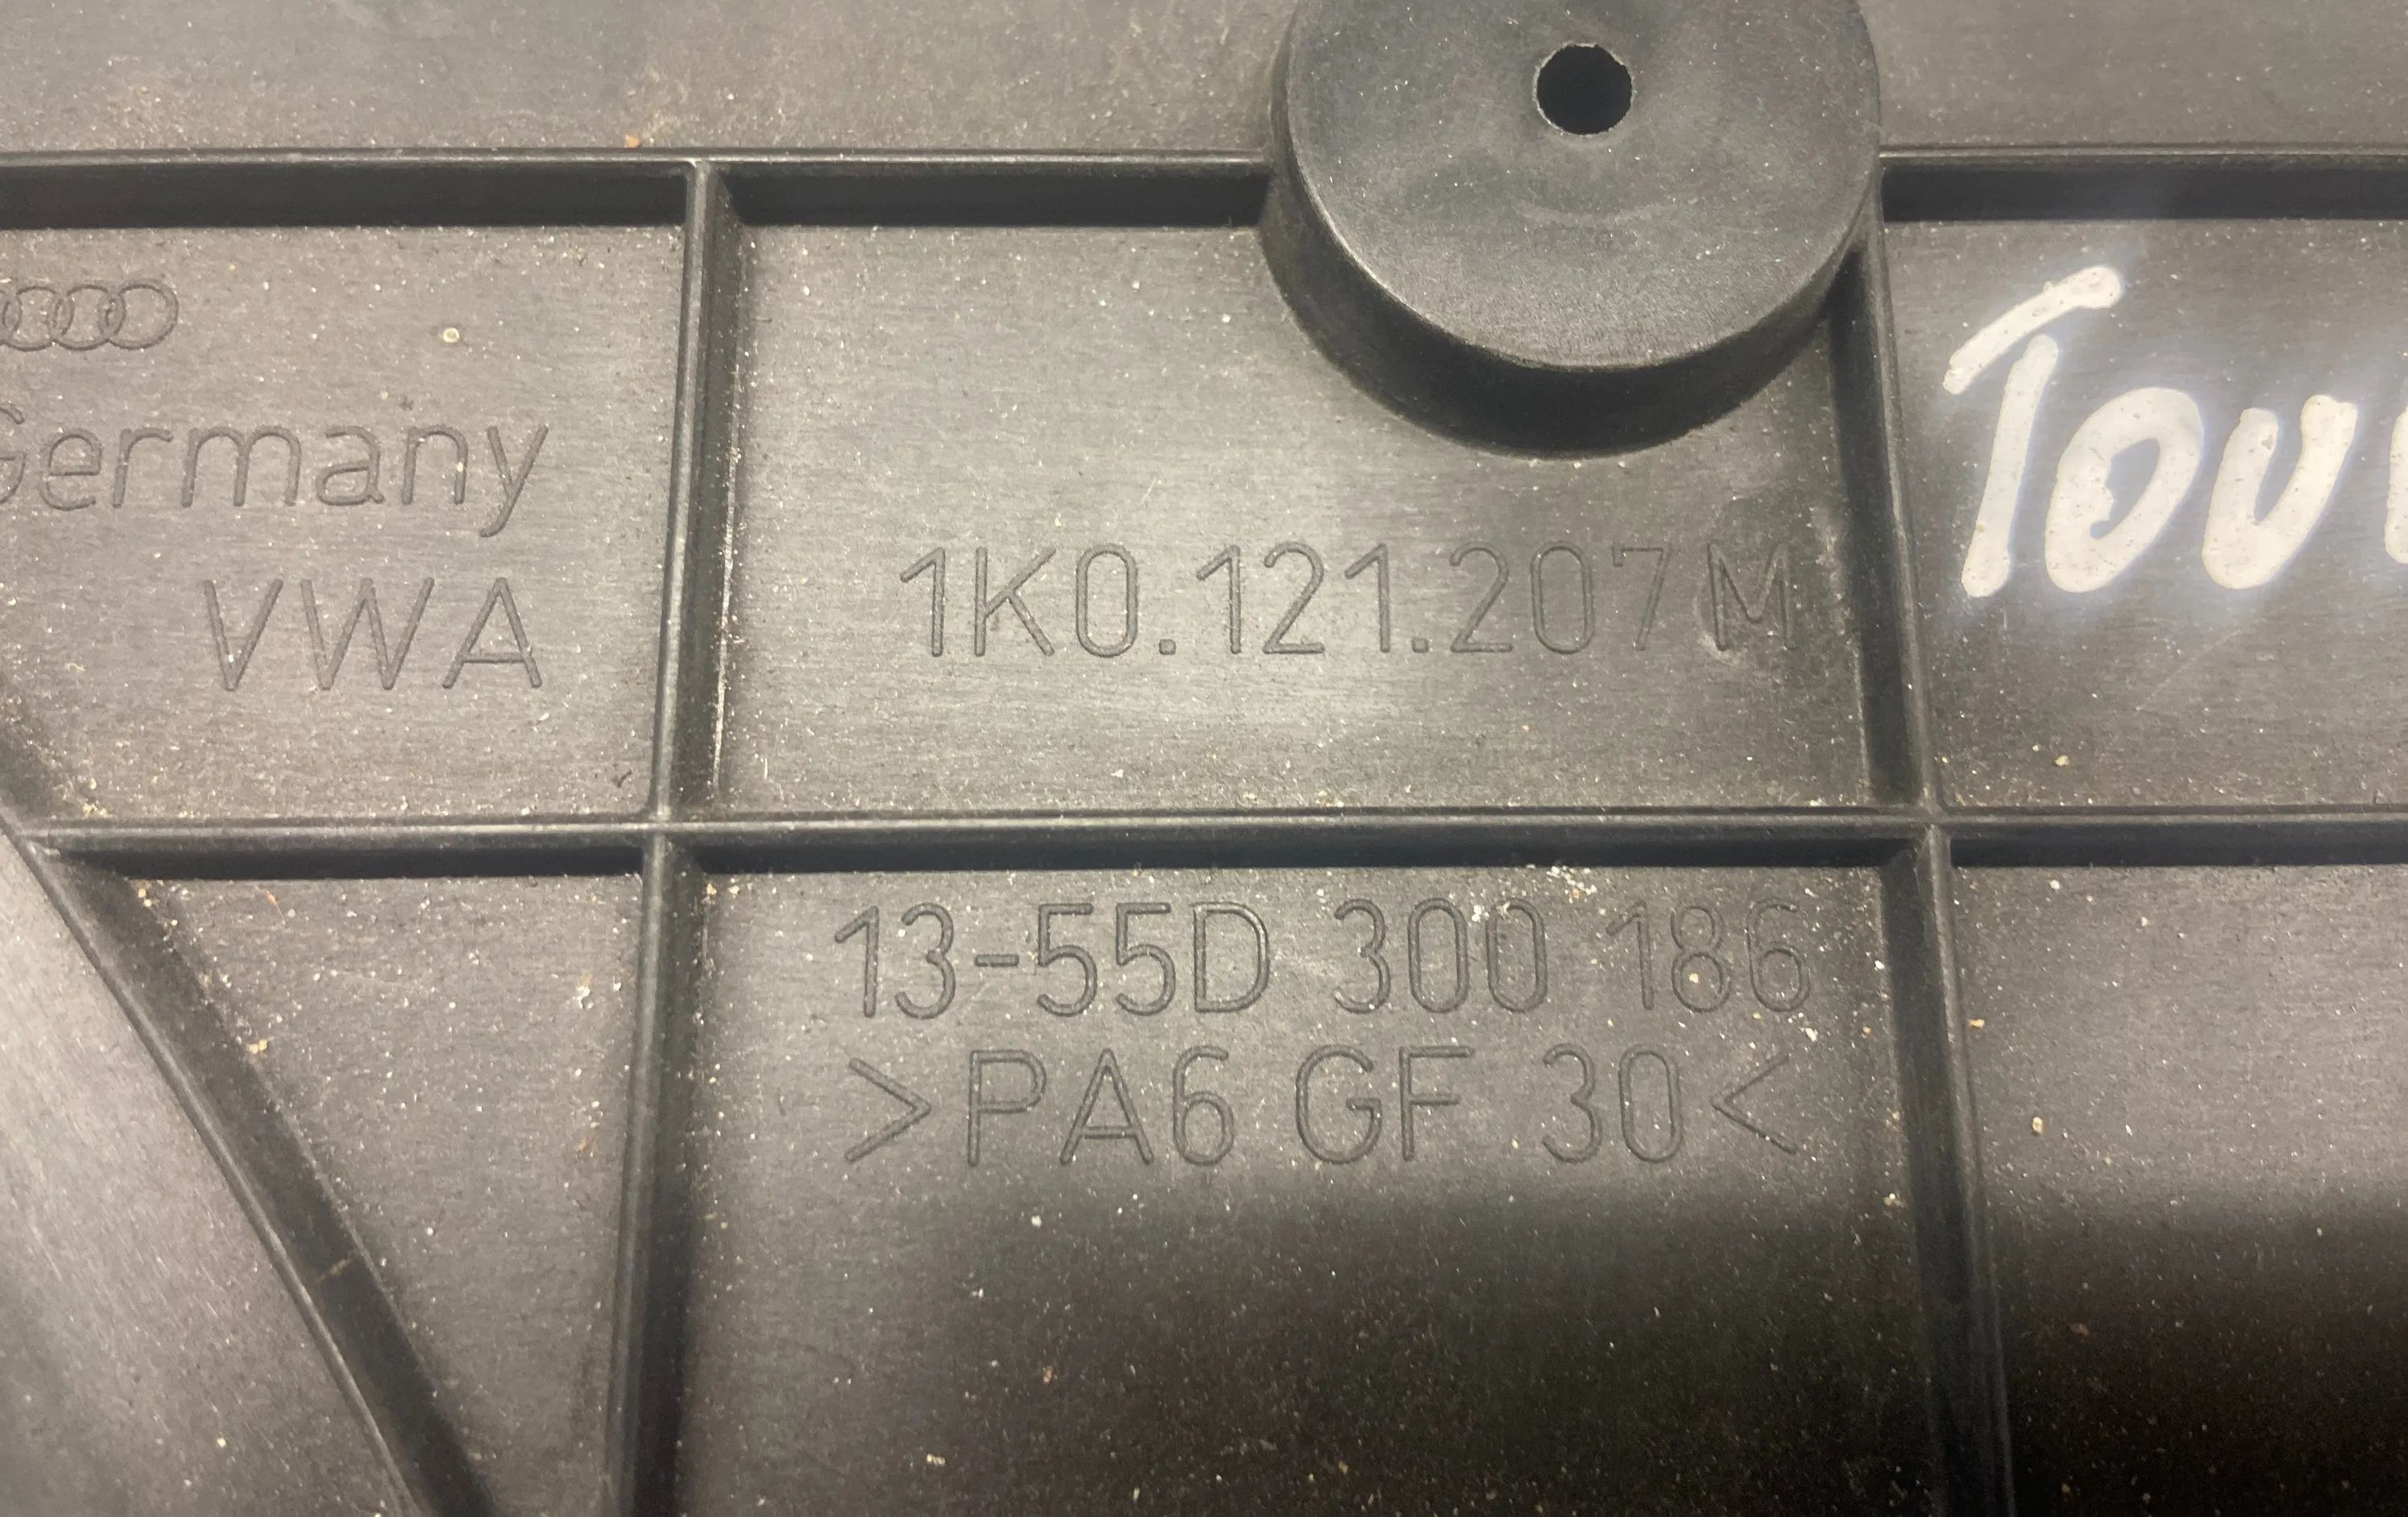 Germany
VWA
1K0.121.207 M
13-55D 300 186
>PA6 GF 30<